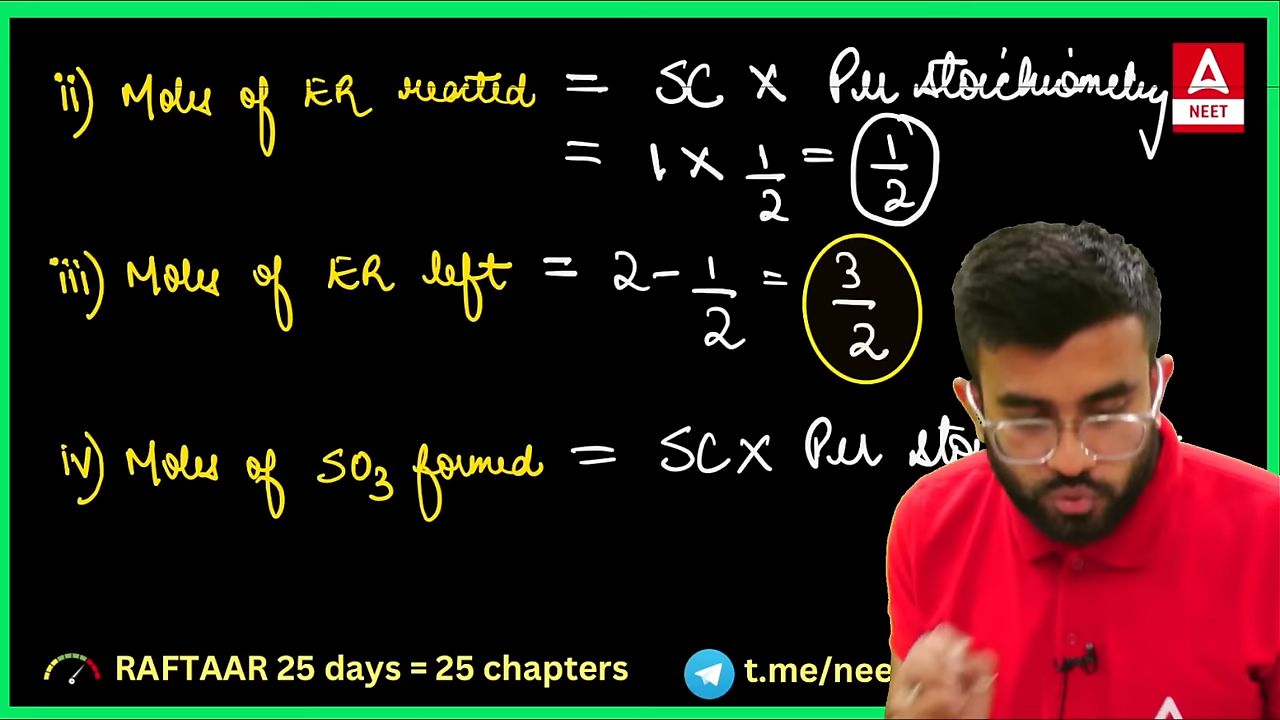 ii) Moles of ER reacted = SC X Per stoichiometry
= 1 X 1/2 = 1/2
iii) Moles of ER left = 2 - 1/2 = 3/2
iv) Moles of SO3 formed = SC X Per
A
NEET
RAFTAAR 25 days = 25 chapters
t.me/nee